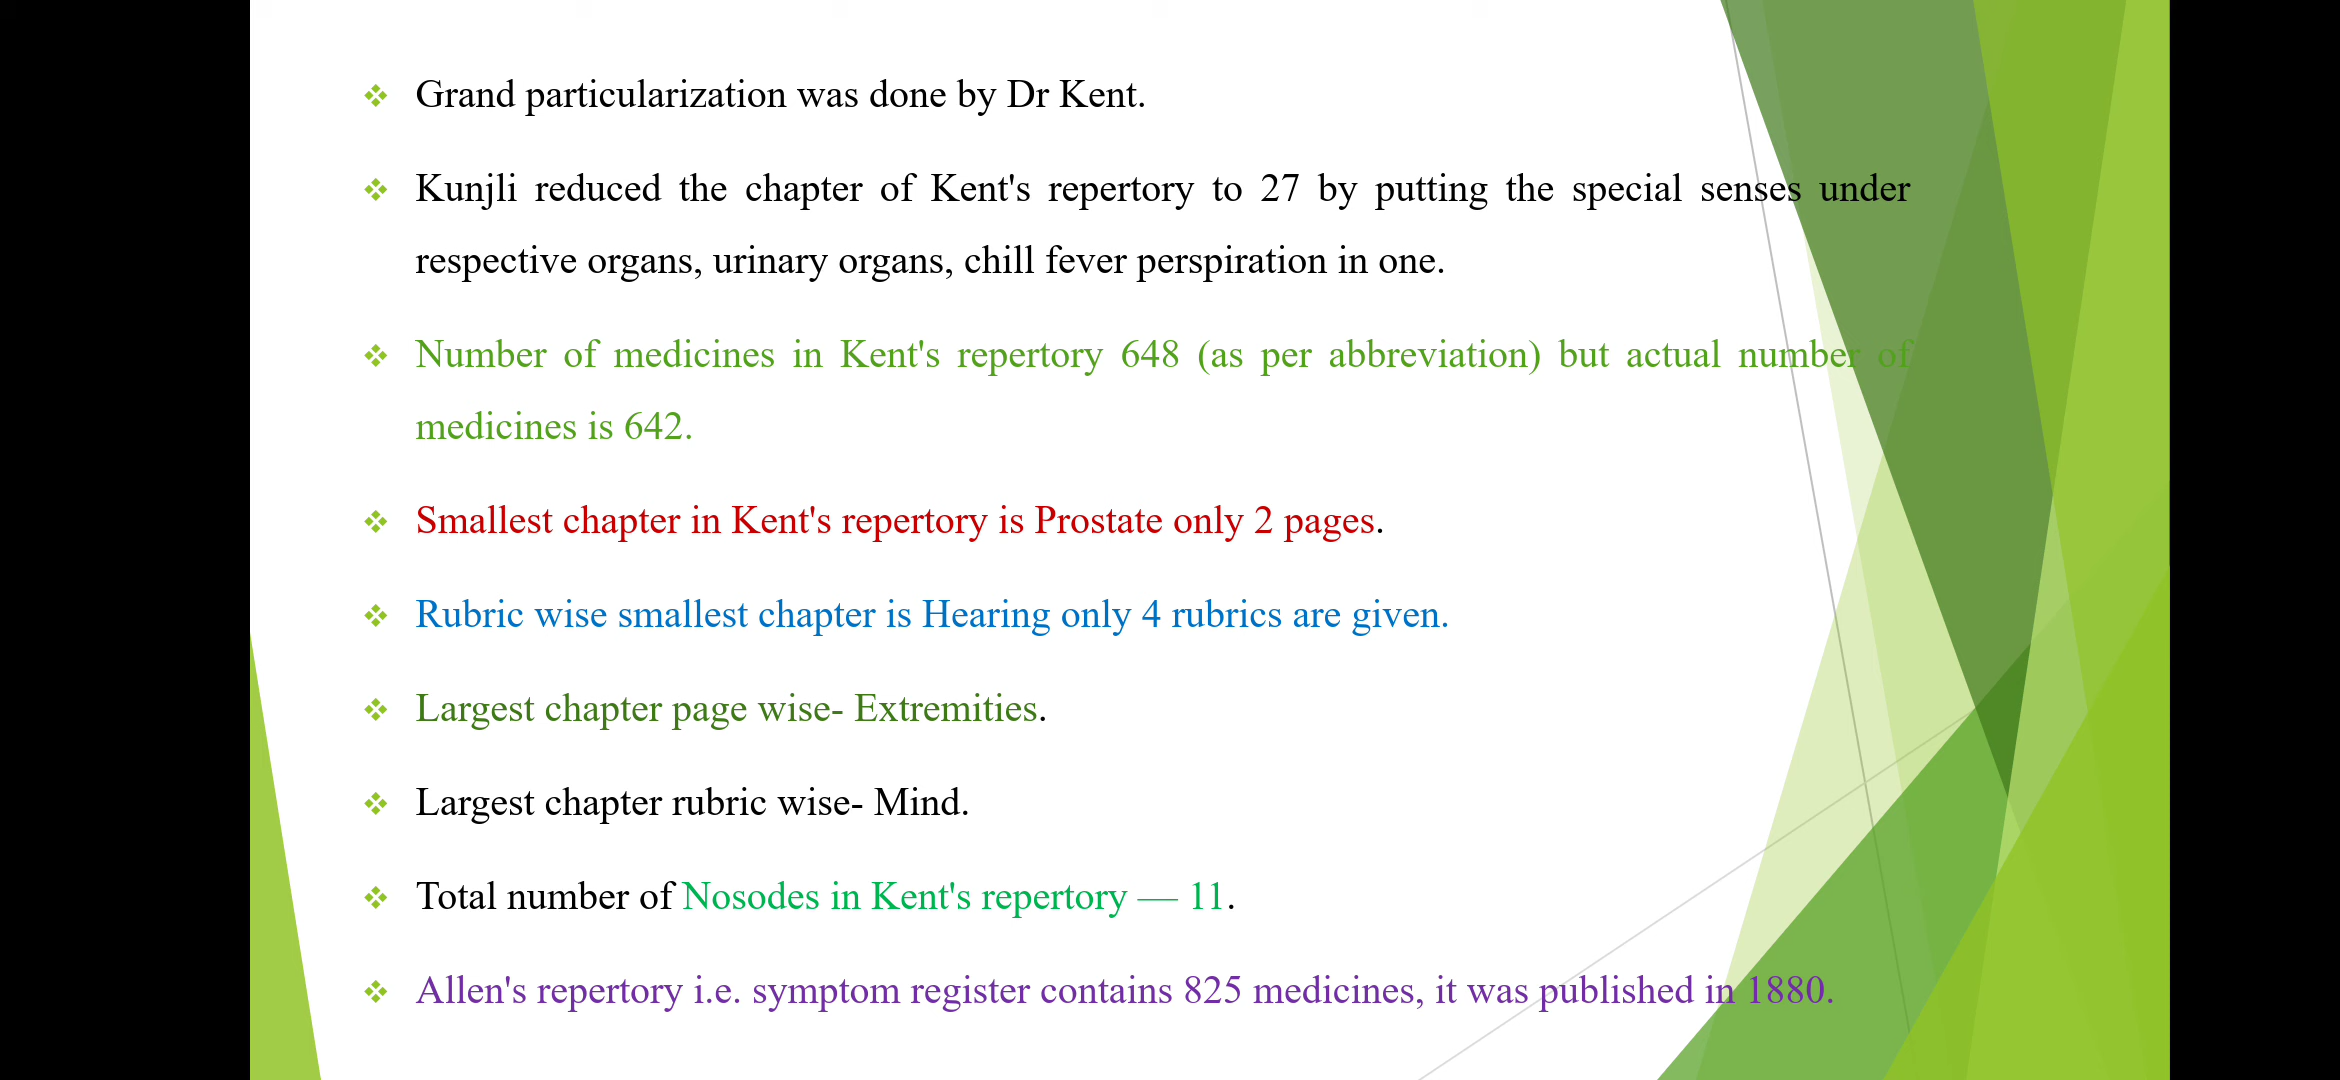 Grand particularization was done by Dr Kent.
Kunjli reduced the chapter of Kent's repertory to 27 by putting the special senses under
respective organs, urinary organs, chill fever perspiration in one.
Number of medicines in Kent's repertory 648 (as per abbreviation) but actual number of
medicines is 642.
Smallest chapter in Kent's repertory is Prostate only 2 pages.
Rubric wise smallest chapter is Hearing only 4 rubrics are given.
Largest chapter page wise- Extremities.
Largest chapter rubric wise- Mind.
Total number of Nosodes in Kent's repertory — 11.
Allen's repertory i.e. symptom register contains 825 medicines, it was published in 1880.